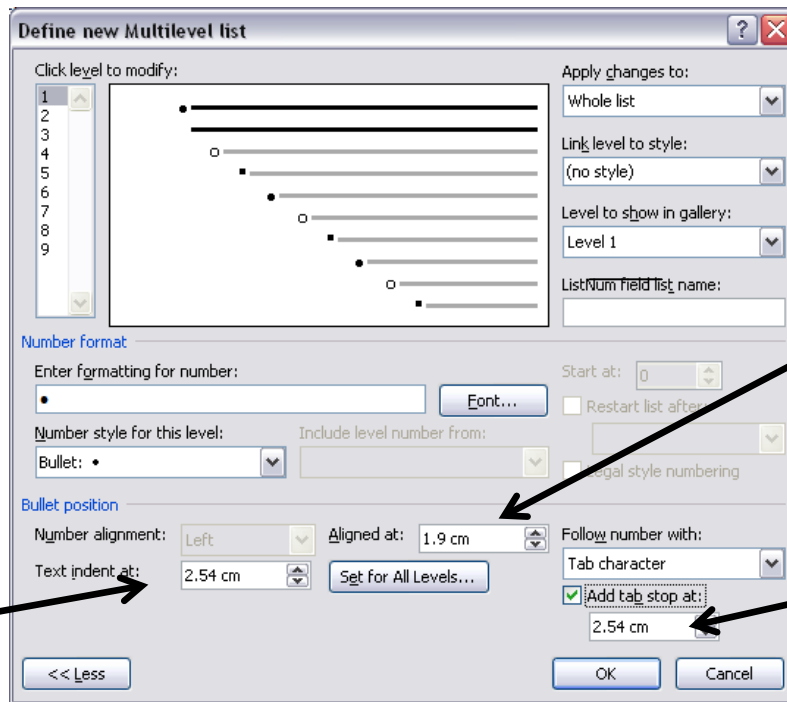 Define new Multilevel list
Click level to modify:
1
2
3
4
5
6
7
8
9
Apply changes to:
Whole list
Link level to style:
(no style)
Level to show in gallery:
Level 1
ListNum field list name:
Number format
Enter formatting for number:
•
Font...
Number style for this level:
Bullet: •
Include level number from:
Start at: 0
Restart list after:
Legal style numbering
Bullet position
Number alignment: Left
Aligned at: 1.9 cm
Text indent at: 2.54 cm
Set for All Levels...
Follow number with:
Tab character
Add tab stop at:
2.54 cm
<< Less
OK
Cancel